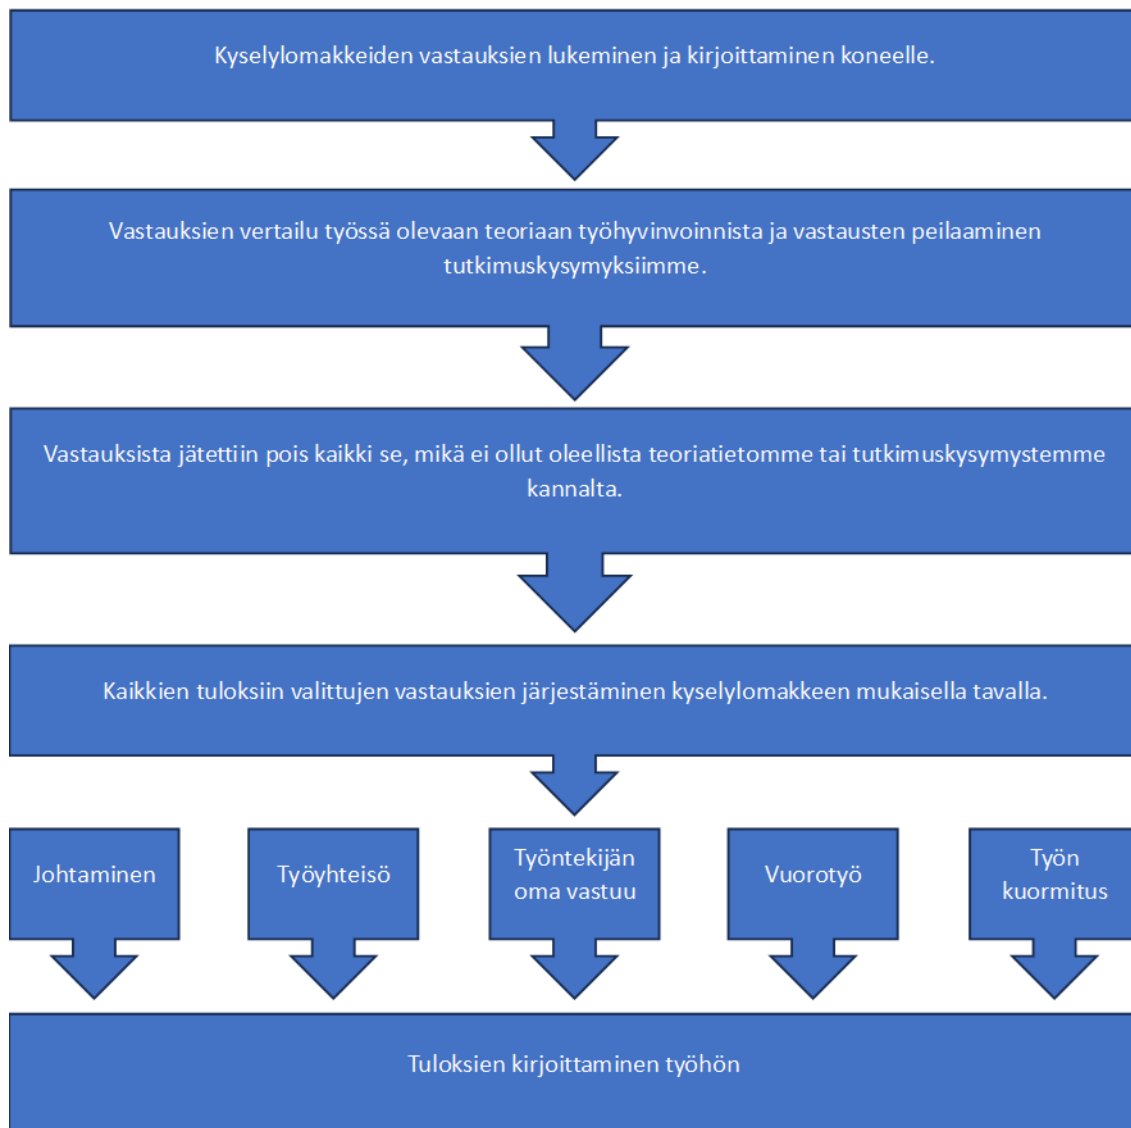 Kyselylomakkeiden vastauksien lukeminen ja kirjoittaminen koneelle.
Vastauksien vertailu työssä olevaan teoriaan työhyvinvoinnista ja vastausten peilaaminen
tutkimuskysymyksiimme.
Vastauksista jätettiin pois kaikki se, mikä ei ollut oleellista teoriatietomme tai tutkimuskysymystemme
kannalta.
Kaikkien tuloksiin valittujen vastauksien järjestäminen kyselylomakkeen mukaisella tavalla.
Johtaminen
Työyhteisö
Työntekijän
oma vastuu
Vuorotyö
Työn
kuormitus
Tuloksien kirjoittaminen työhön